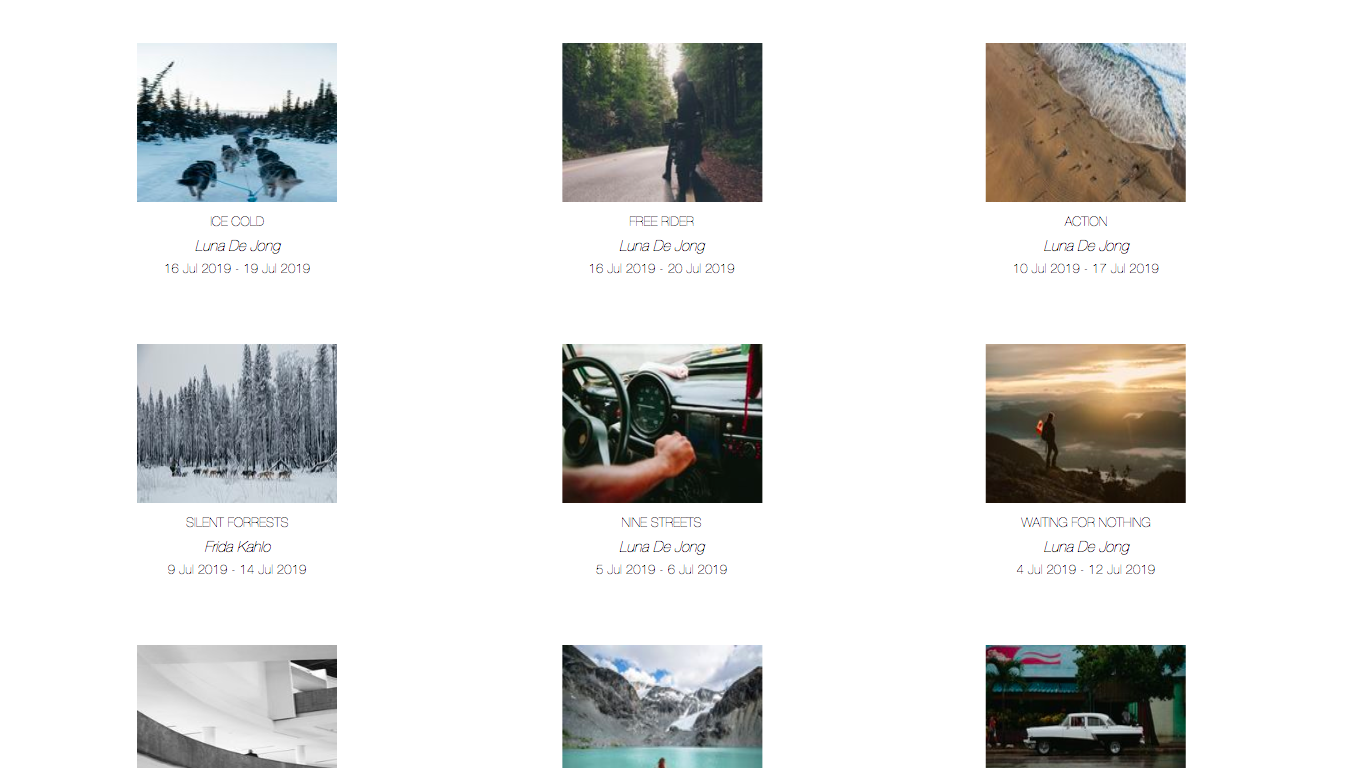 ICE COLD
Luna De Jong
16 Jul 2019 - 19 Jul 2019
FREE RIDER
Luna De Jong
16 Jul 2019 - 20 Jul 2019
ACTION
Luna De Jong
10 Jul 2019 - 17 Jul 2019
SILENT FORRESTS
Frida Kahlo
9 Jul 2019 - 14 Jul 2019
NINE STREETS
Luna De Jong
5 Jul 2019 - 6 Jul 2019
WAITING FOR NOTHING
Luna De Jong
4 Jul 2019 - 12 Jul 2019